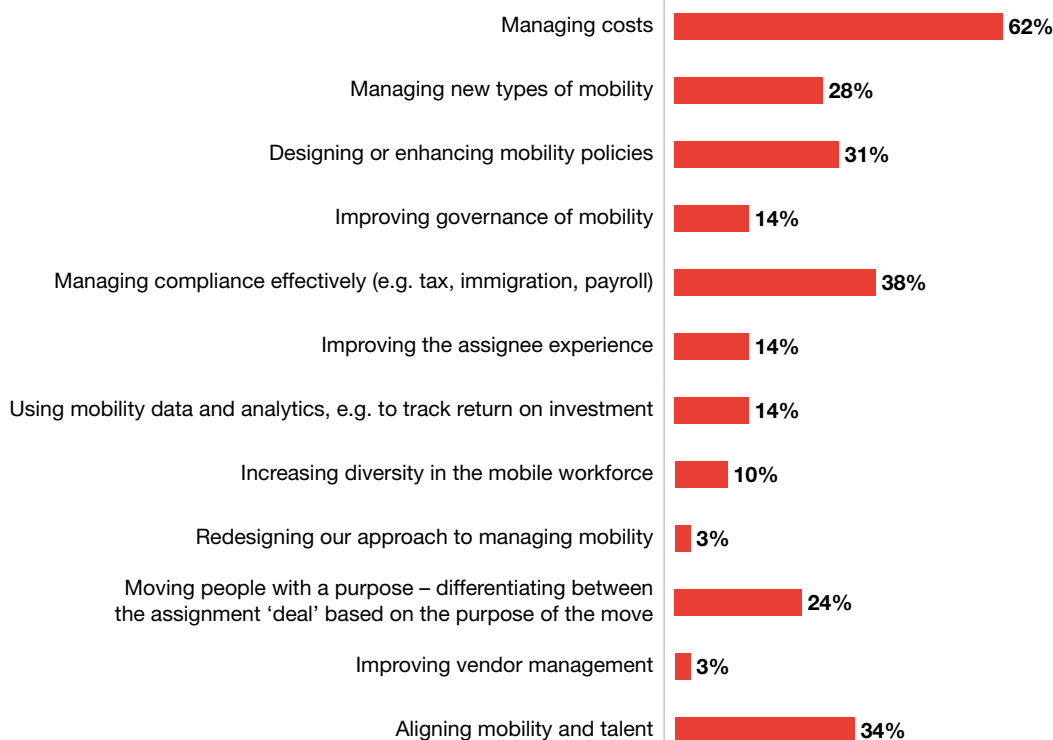 Managing costs 62%
Managing new types of mobility 28%
Designing or enhancing mobility policies 31%
Improving governance of mobility 14%
Managing compliance effectively (e.g. tax, immigration, payroll) 38%
Improving the assignee experience 14%
Using mobility data and analytics, e.g. to track return on investment 14%
Increasing diversity in the mobile workforce 10%
Redesigning our approach to managing mobility 3%
Moving people with a purpose – differentiating between
the assignment ‘deal’ based on the purpose of the move 24%
Improving vendor management 3%
Aligning mobility and talent 34%